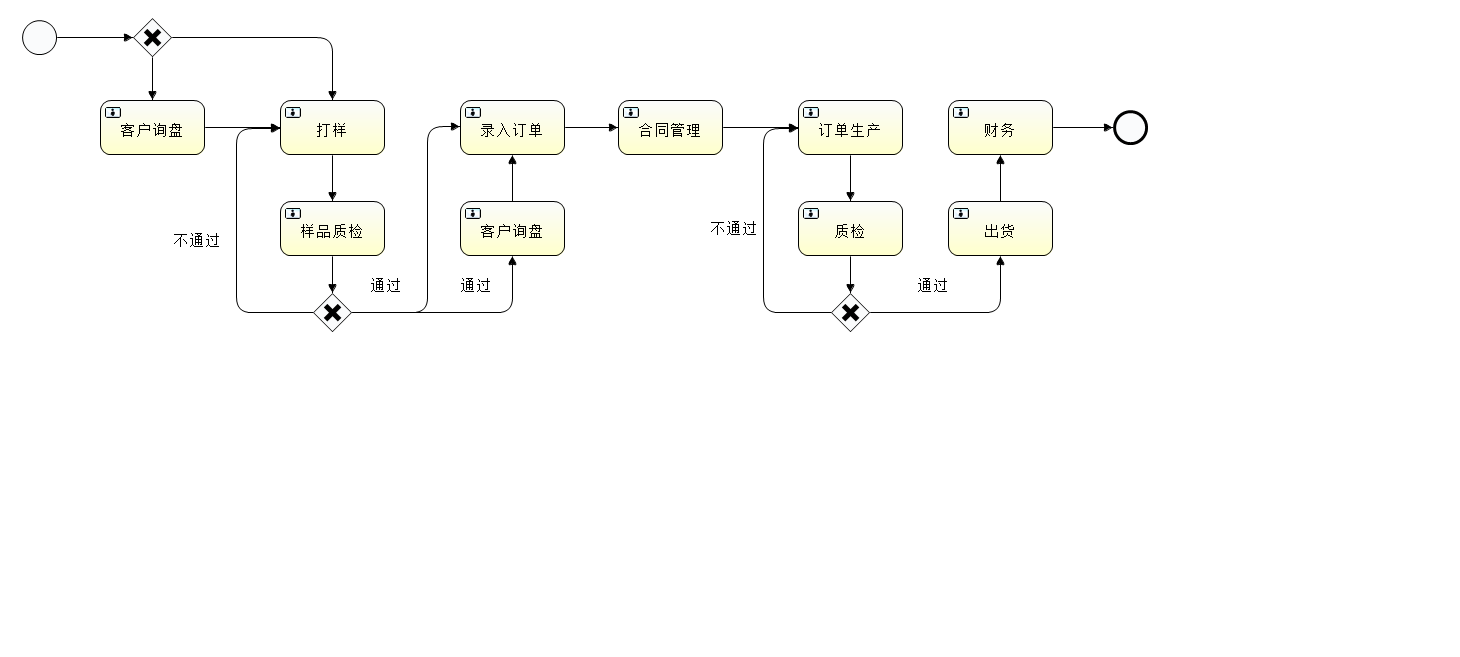 客户询盘
打样
录入订单
合同管理
订单生产
财务
样品质检
客户询盘
质检
出货
不通过
不通过
通过
通过
通过